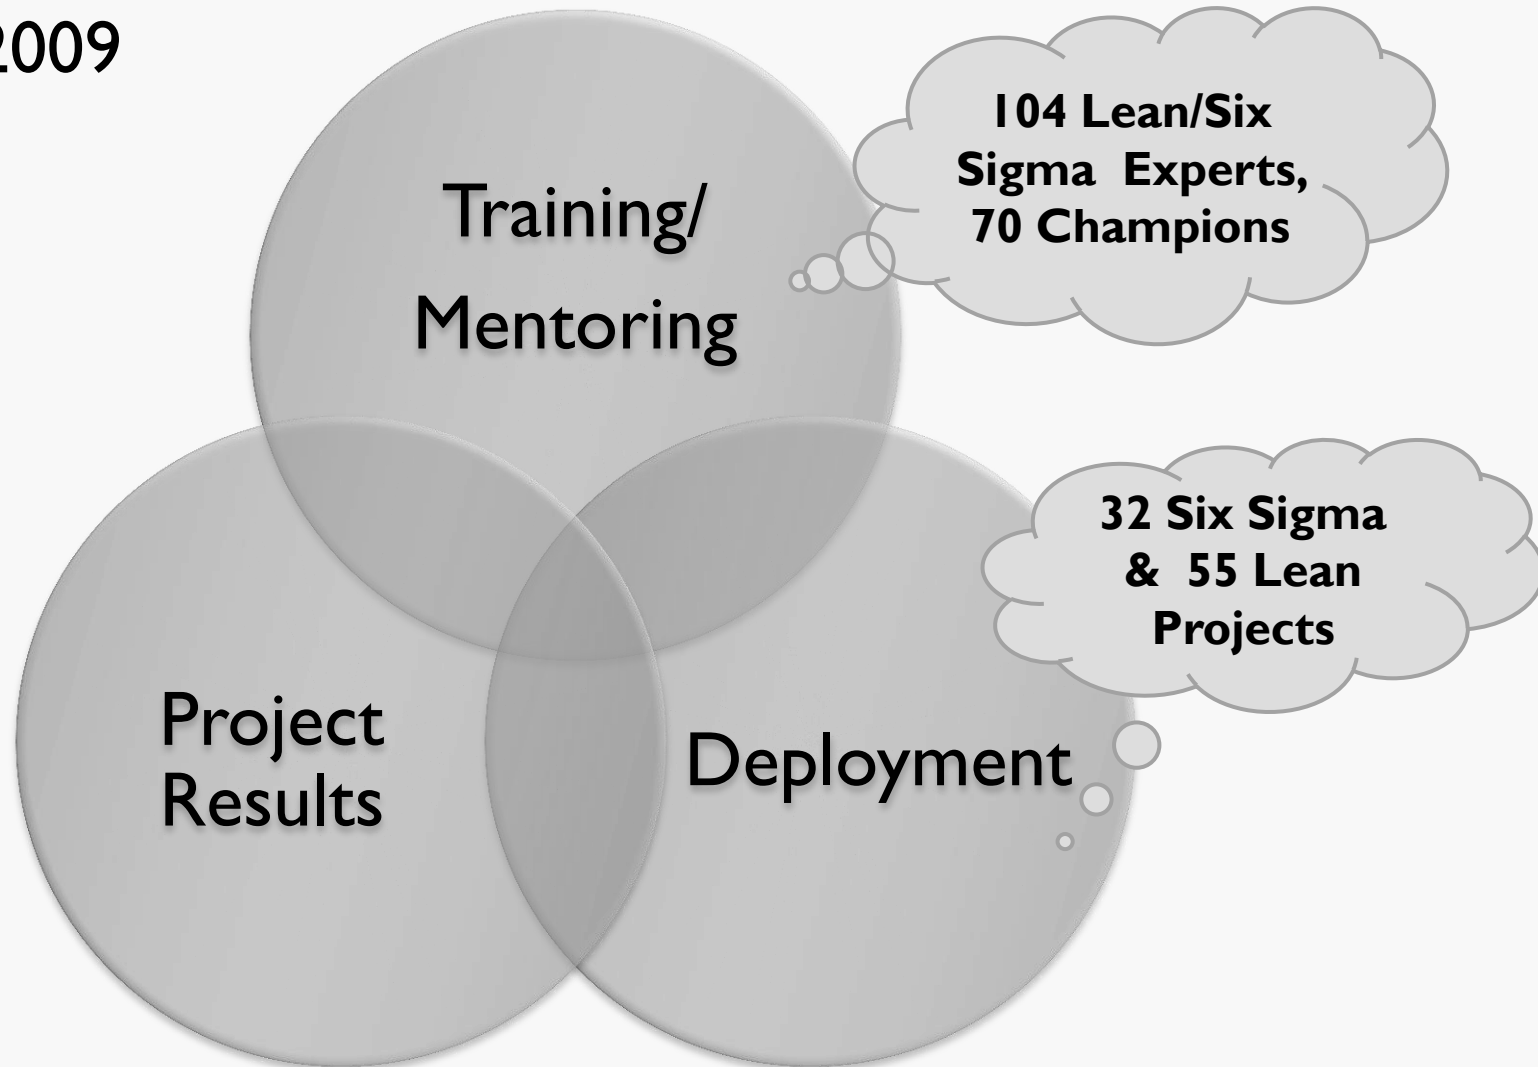 2009
Training/
Mentoring
104 Lean/Six
Sigma Experts,
70 Champions
32 Six Sigma
& 55 Lean
Projects
Project
Results
Deployment